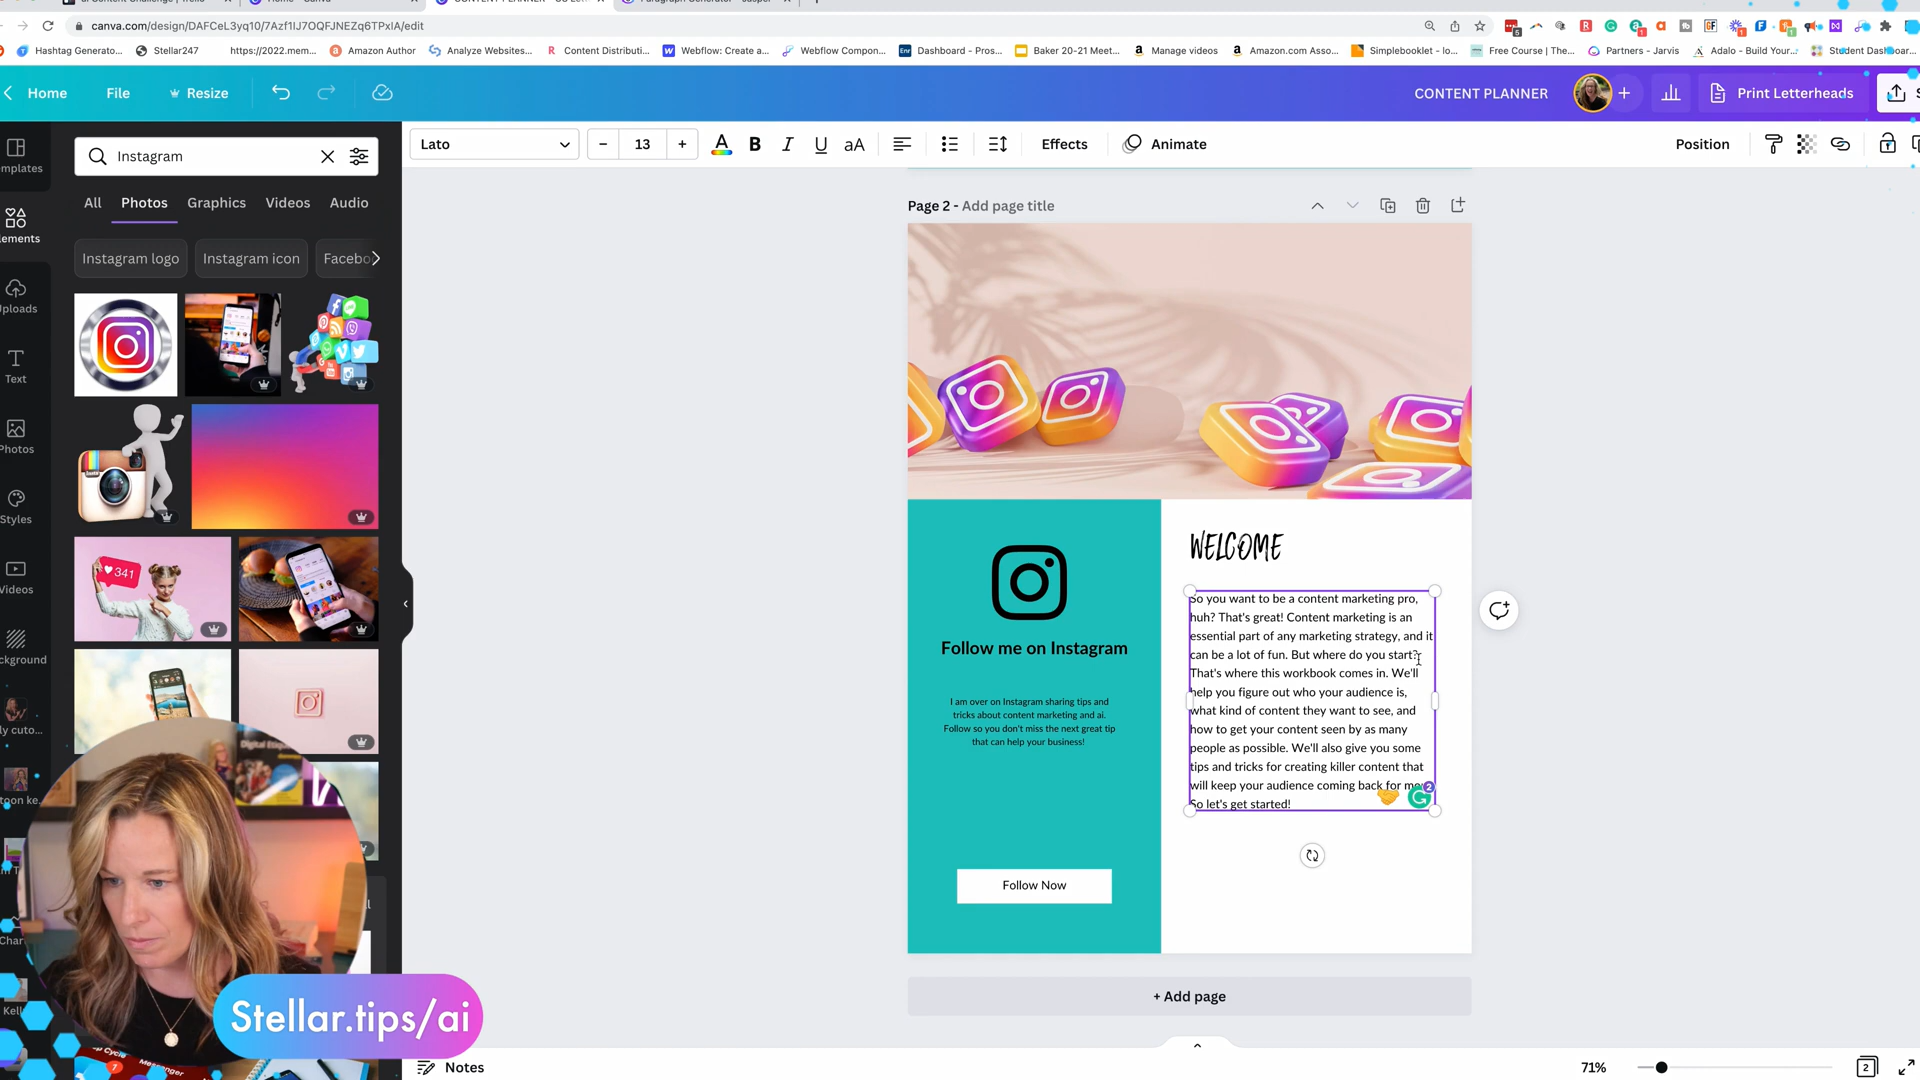 canva.com/design/DAFCeL3yq10/7Azf1IJ7OQFJNEZq6TPxIA/edit
Hashtag Generato...
Stellar247
https://2022.mem...
Amazon Author
Analyze Websites...
Content Distributi...
Webflow: Create a...
Webflow Compon...
Dashboard - Pros...
Baker 20-21 Meet...
Manage videos
Amazon.com Asso...
Simplebooklet - lo...
Free Course | The...
Partners - Jarvis
Adalo - Build Your...
Home
File
Resize
CONTENT PLANNER
Print Letterheads
Instagram
Lato
13
B
I
U
aA
Effects
Animate
Position
All
Photos
Graphics
Videos
Audio
Instagram logo
Instagram icon
Facebo
mplates
lements
ploads
Text
Photos
Styles
Videos
ckground
341
Page 2 - Add page title
Follow me on Instagram
I am over on Instagram sharing tips and
tricks about content marketing and ai.
Follow so you don't miss the next great tip
that can help your business!
Follow Now
WELCOME
So you want to be a content marketing pro,
huh? That's great! Content marketing is an
essential part of any marketing strategy, and it
can be a lot of fun. But where do you start?
That's where this workbook comes in. We'll
help you figure out who your audience is,
what kind of content they want to see, and
how to get your content seen by as many
people as possible. We'll also give you some
tips and tricks for creating killer content that
will keep your audience coming back for mo
So let's get started!
+ Add page
Stellar.tips/ai
Notes
71%
2